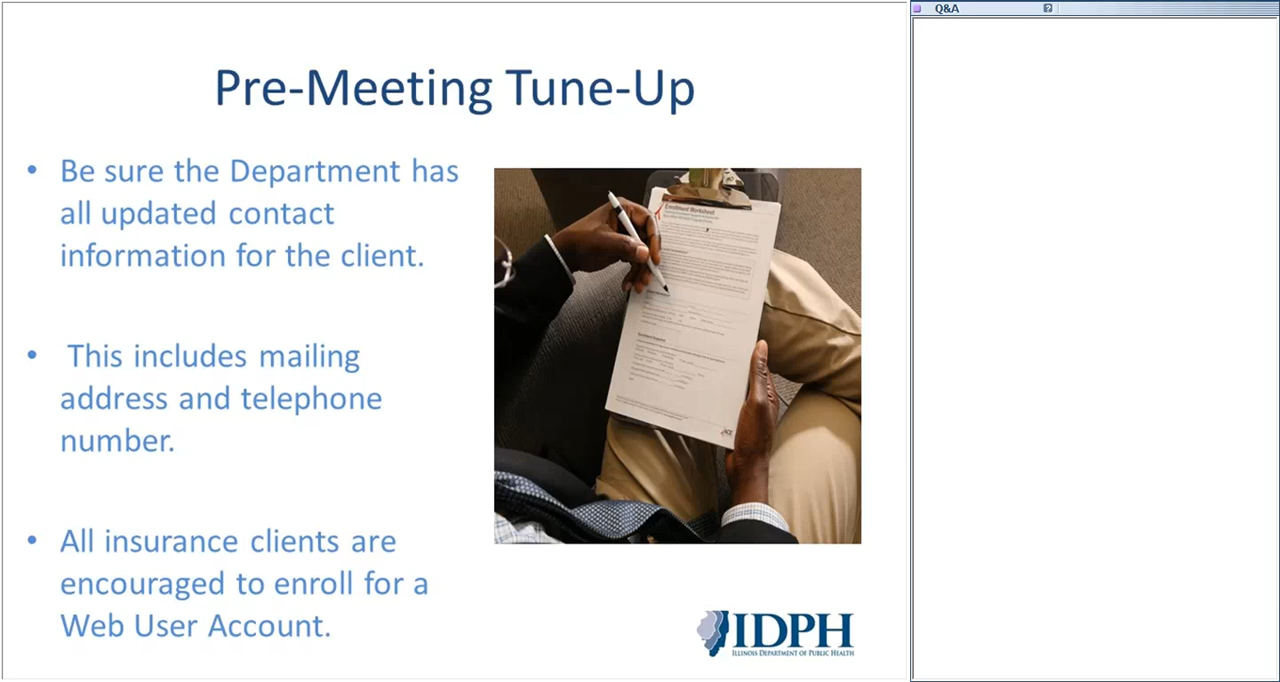 Q&A
Pre-Meeting Tune-Up
• Be sure the Department has
all updated contact
information for the client.
• This includes mailing
address and telephone
number.
• All insurance clients are
encouraged to enroll for a
Web User Account.
Enrollment Worksheet
IDPH
ILLINOIS DEPARTMENT OF PUBLIC HEALTH